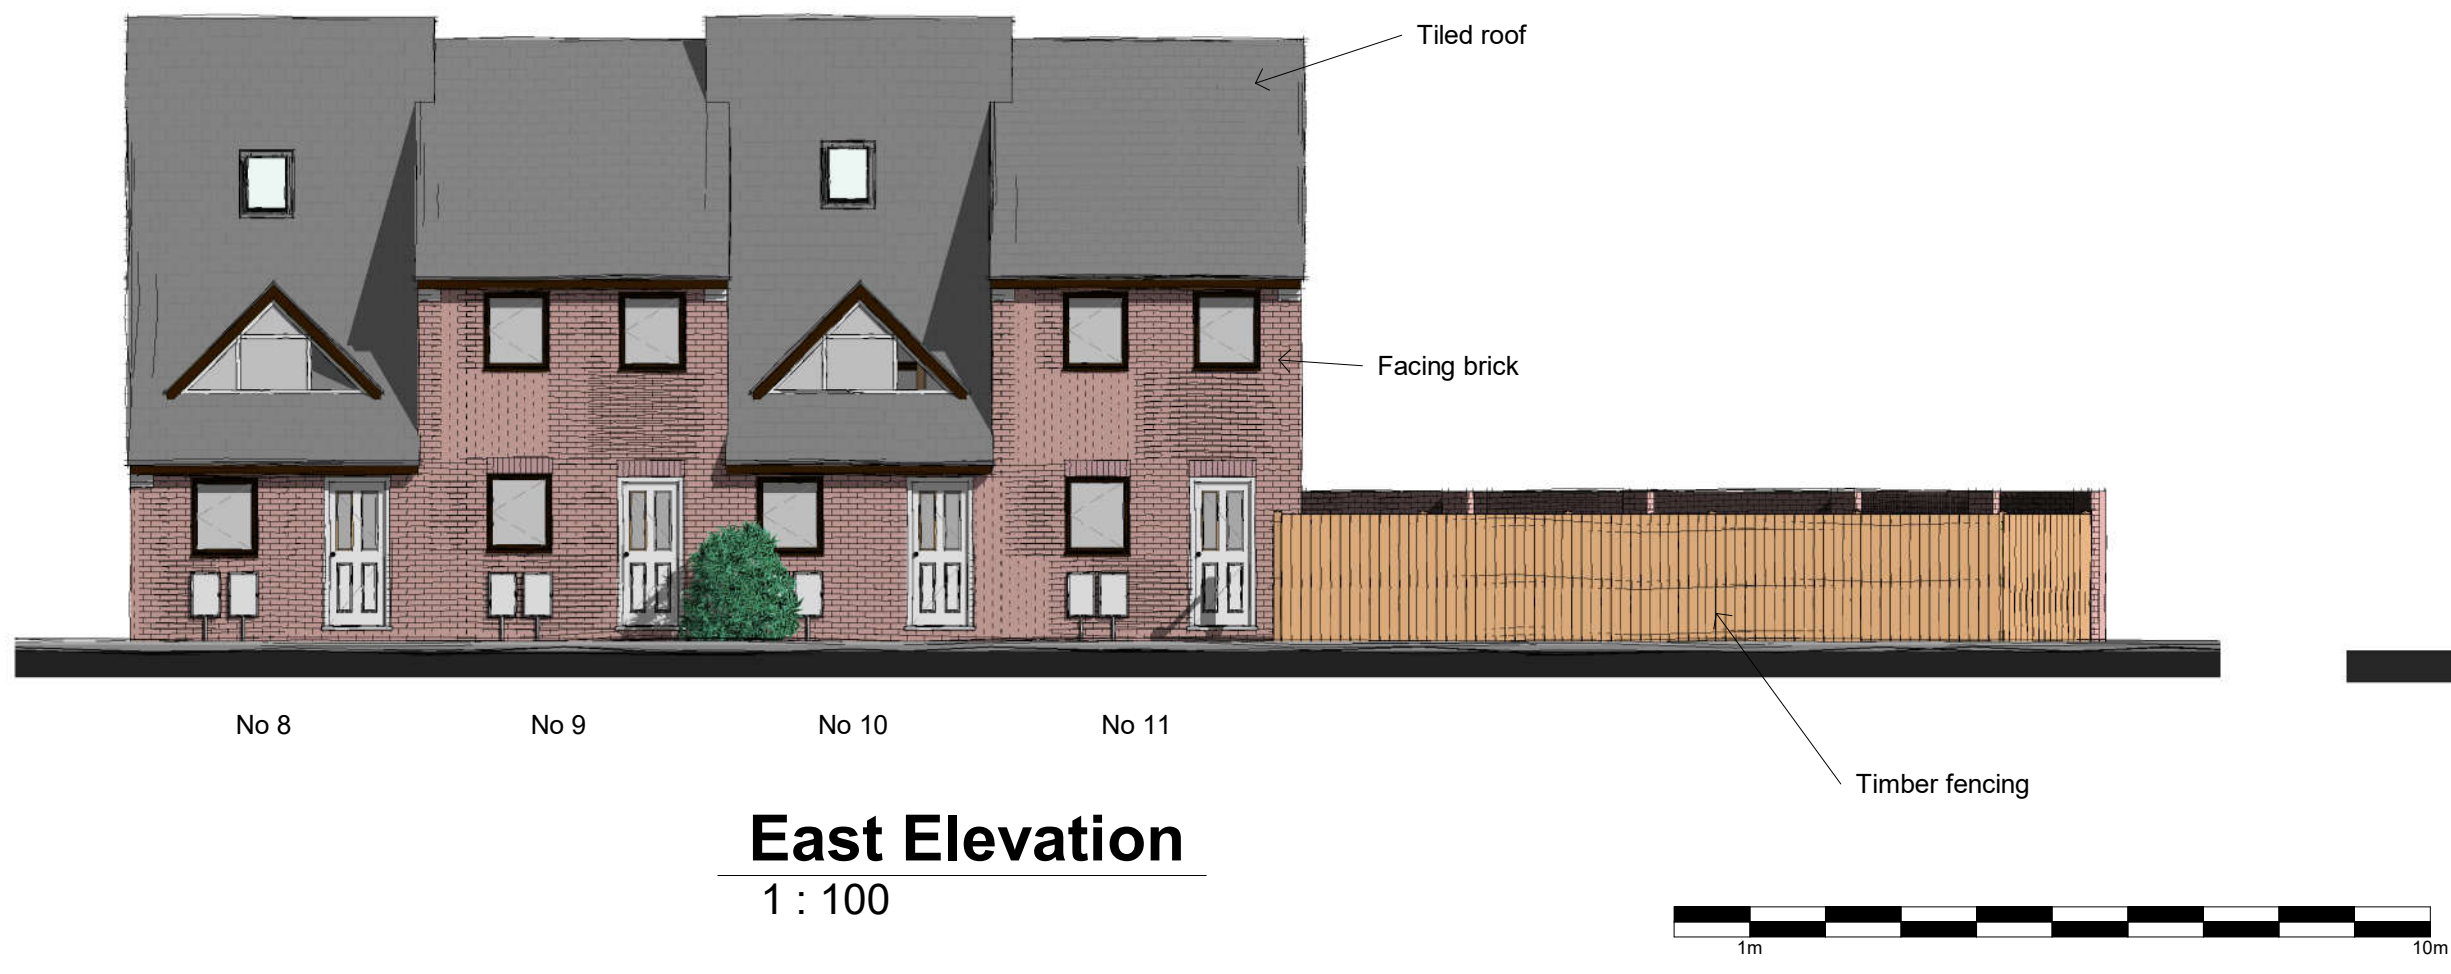 Tiled roof
Facing brick
No 8
No 9
No 10
No 11
Timber fencing
East Elevation
1 : 100
1m
10m